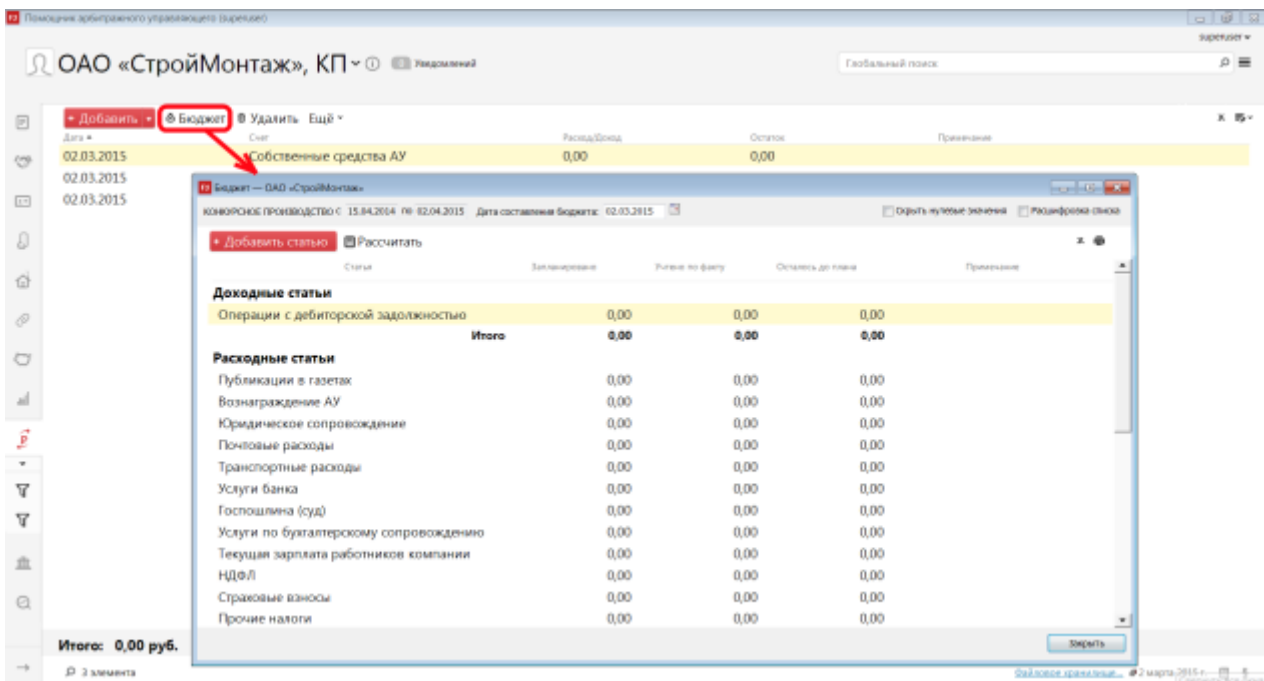 Помощник арбитражного управляющего (superuser)
superuser
ОАО «СтройМонтаж», КП
Уведомлений
Глобальный поиск
+ Добавить
Бюджет
Удалить
Ещё
Дата
Счет
Расход/Доход
Остаток
Примечание
02.03.2015 Собственные средства АУ 0,00 0,00
02.03.2015
02.03.2015
Бюджет — ОАО «СтройМонтаж»
КОНКУРСНОЕ ПРОИЗВОДСТВО С 15.04.2014 по 02.04.2015 Дата составления бюджета: 02.03.2015
Скрыть нулевые значения
Расшифровка списка
+ Добавить статью
Рассчитать
Статья
Запланировано
Учтено по факту
Осталось до плана
Примечание
Доходные статьи
Операции с дебиторской задолжностью 0,00 0,00 0,00
Итого 0,00 0,00 0,00
Расходные статьи
Публикации в газетах 0,00 0,00 0,00
Вознаграждение АУ 0,00 0,00 0,00
Юридическое сопровождение 0,00 0,00 0,00
Почтовые расходы 0,00 0,00 0,00
Транспортные расходы 0,00 0,00 0,00
Услуги банка 0,00 0,00 0,00
Госпошлина (суд) 0,00 0,00 0,00
Услуги по бухгалтерскому сопровождению 0,00 0,00 0,00
Текущая зарплата работников компании 0,00 0,00 0,00
НДФЛ 0,00 0,00 0,00
Страховые взносы 0,00 0,00 0,00
Прочие налоги 0,00 0,00 0,00
Закрыть
Итого: 0,00 руб.
3 элемента
Файловое хранилище...
2 марта 2015 г.